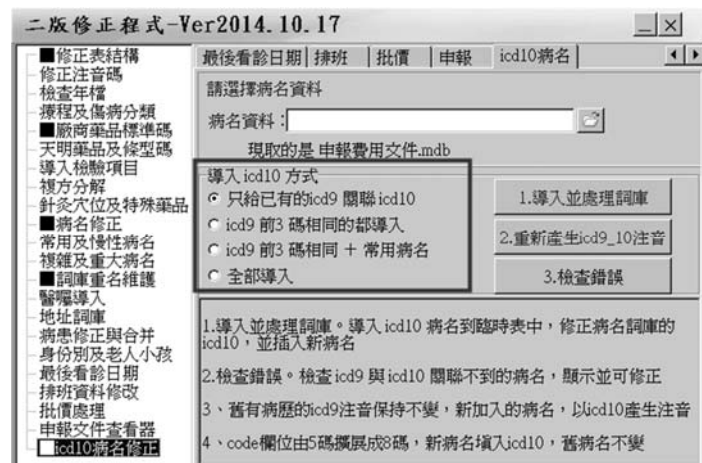 二版修正程式-Ver2014.10.17
■修正表結構
修正注音碼
檢查年檔
療程及傷病分類
■廠商藥品標準碼
天明藥品及條型碼
導入檢驗項目
複方分解
針灸穴位及特殊藥品
■病名修正
常用及慢性病名
複雜及重大病名
■詞庫重名維護
醫囑導入
地址詞庫
病患修正與合并
身份別及老人小孩
最後看診日期
排班資料修改
批價處理
申報文件查看器
icd10病名修正
最後看診日期 排班 批價 申報 icd10病名
請選擇病名資料
病名資料：
現取的是 申報費用文件.mdb
導入 icd10 方式
只給已有的icd9 關聯 icd10
icd9 前3 碼相同的都導入
icd9 前3 碼相同 ＋ 常用病名
全部導入
1.導入並處理詞庫
2.重新產生icd9_10注音
3.檢查錯誤
1.導入並處理詞庫。導入 icd10 病名到臨時表中，修正病名詞庫的
icd10，並插入新病名
2.檢查錯誤。檢查 icd9 與 icd10 關聯不到的病名，顯示並可修正
3、舊有病歷的icd9注音保持不變，新加入的病名，以icd10產生注音
4、code欄位由5碼擴展成8碼，新病名填入icd10，舊病名不變